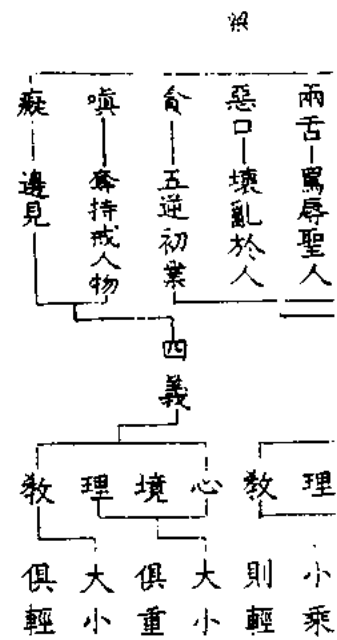 兩舌—罵辱聖人
惡口—壞亂於人
貪—五逆初業
嗔—奪持戒人物
癡—邊見
四義
理
教
心
境
理
教
小乘
則輕
大小
俱重
大小
俱輕